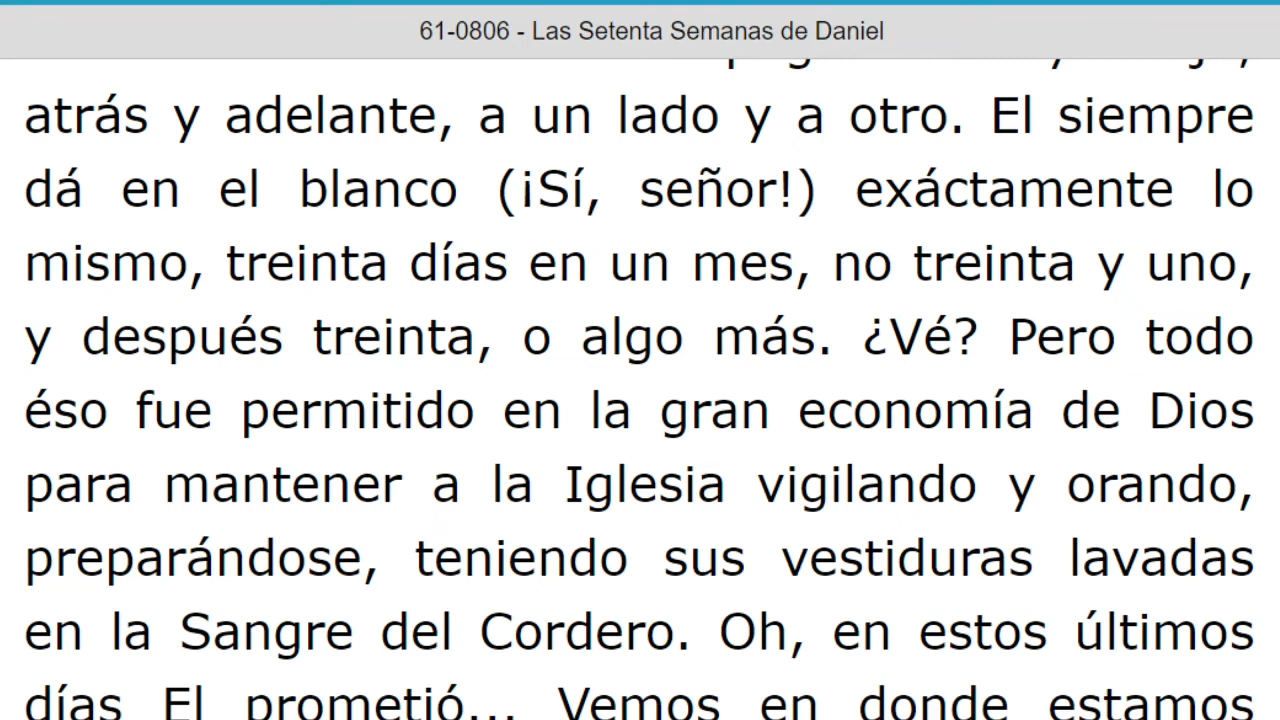 61-0806 - Las Setenta Semanas de Daniel
atrás y adelante, a un lado y a otro. El siempre
dá en el blanco (¡Sí, señor!) exáctamente lo
mismo, treinta días en un mes, no treinta y uno,
y después treinta, o algo más. ¿Vé? Pero todo
éso fue permitido en la gran economía de Dios
para mantener a la Iglesia vigilando y orando,
preparándose, teniendo sus vestiduras lavadas
en la Sangre del Cordero. Oh, en estos últimos
días El prometió... Vemos en donde estamos